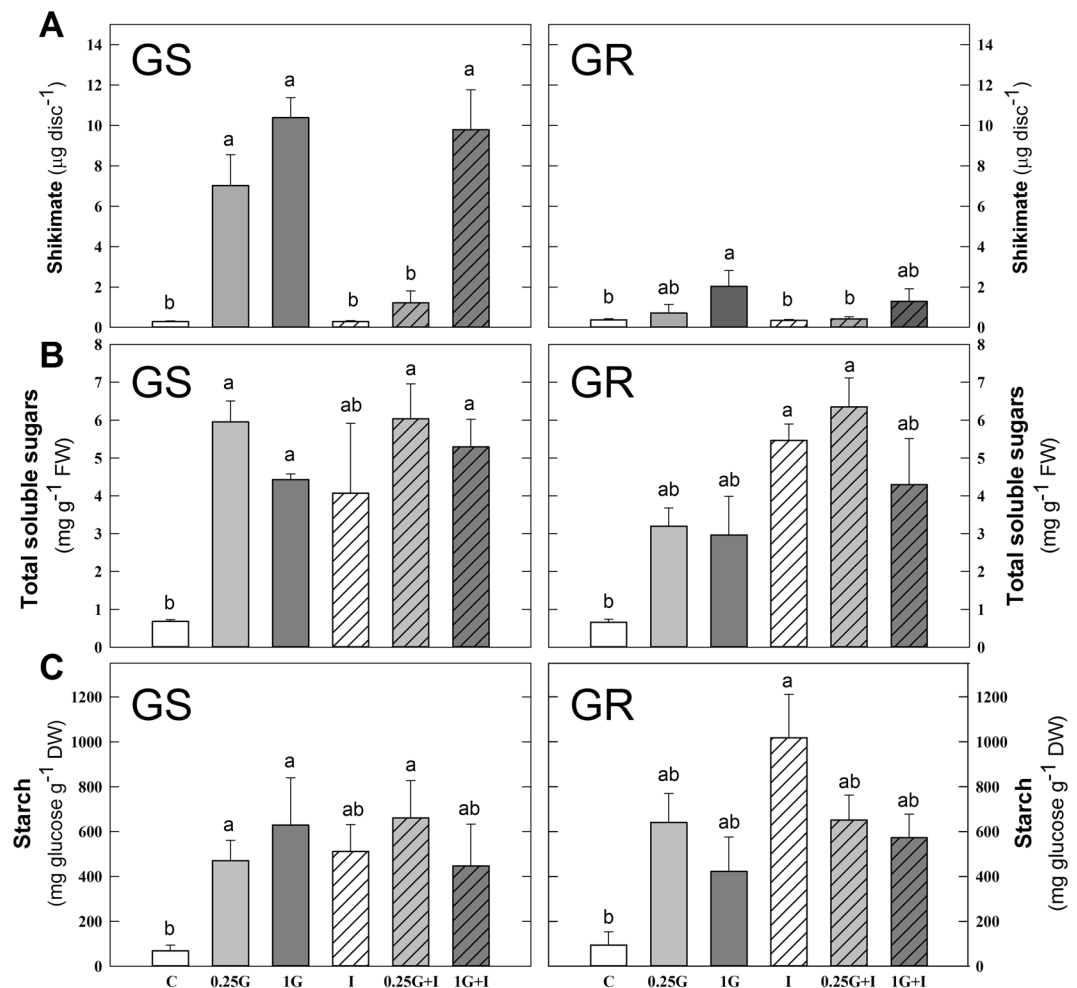 A
GS
GR
14
12
10
8
6
4
2
0
Shikimate (µg disc⁻¹)
b
a
a
b
b
a
b
ab
a
b
b
ab
14
12
10
8
6
4
2
0
Shikimate (µg disc⁻¹)
B
GS
GR
8
7
6
5
4
3
2
1
0
Total soluble sugars
(mg g⁻¹ FW)
b
a
a
ab
a
a
b
ab
ab
a
a
ab
8
7
6
5
4
3
2
1
0
Total soluble sugars
(mg g⁻¹ FW)
C
GS
GR
1200
1000
800
600
400
200
0
Starch
(mg glucose g⁻¹ DW)
b
a
a
ab
a
ab
b
ab
ab
a
ab
ab
1200
1000
800
600
400
200
0
Starch
(mg glucose g⁻¹ DW)
C 0.25G 1G I 0.25G+I 1G+I
C 0.25G 1G I 0.25G+I 1G+I